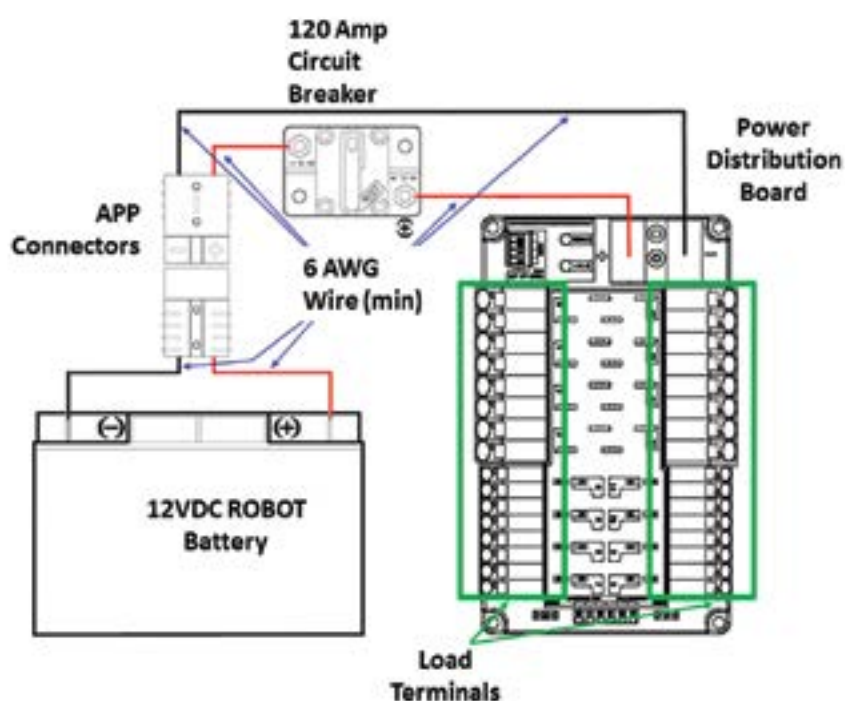 120 Amp
Circuit
Breaker
Power
Distribution
Board
APP
Connectors
6 AWG
Wire (min)
(-)
(+)
12VDC ROBOT
Battery
Load
Terminals